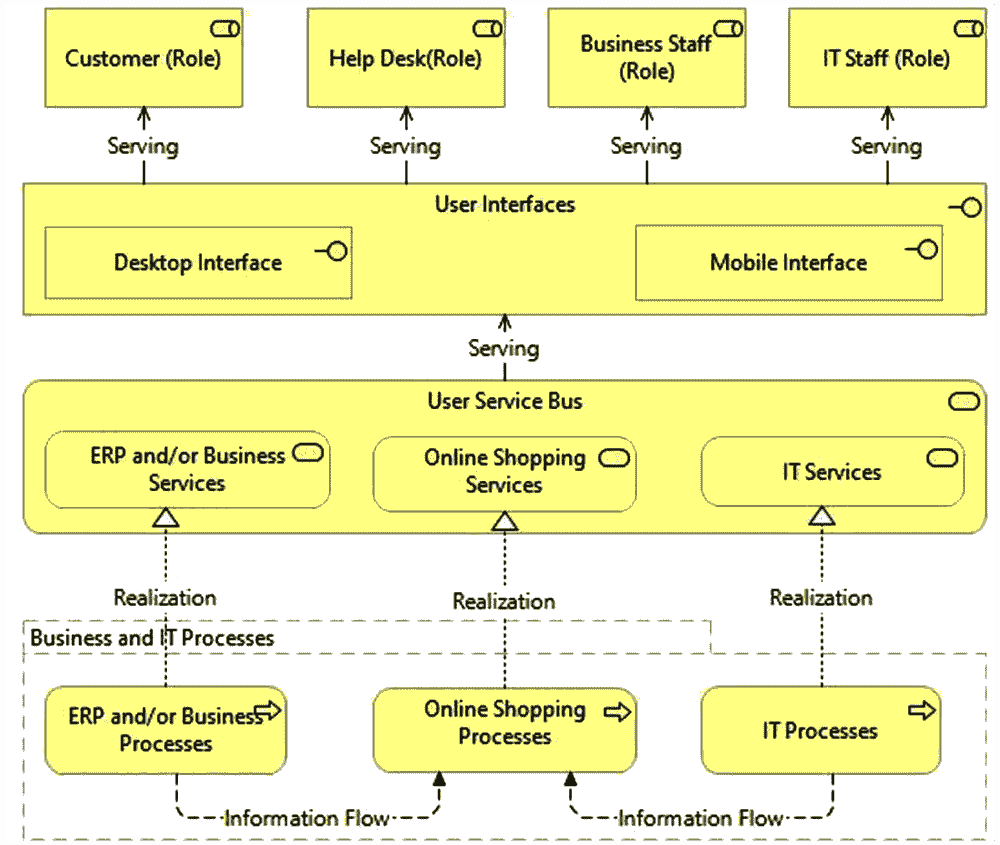 Customer (Role)
Help Desk(Role)
Business Staff
(Role)
IT Staff (Role)
Serving
Serving
Serving
Serving
User Interfaces
Desktop Interface
Mobile Interface
Serving
User Service Bus
ERP and/or Business
Services
Online Shopping
Services
IT Services
Realization
Realization
Realization
Business and IT Processes
ERP and/or Business
Processes
Online Shopping
Processes
IT Processes
Information Flow
Information Flow